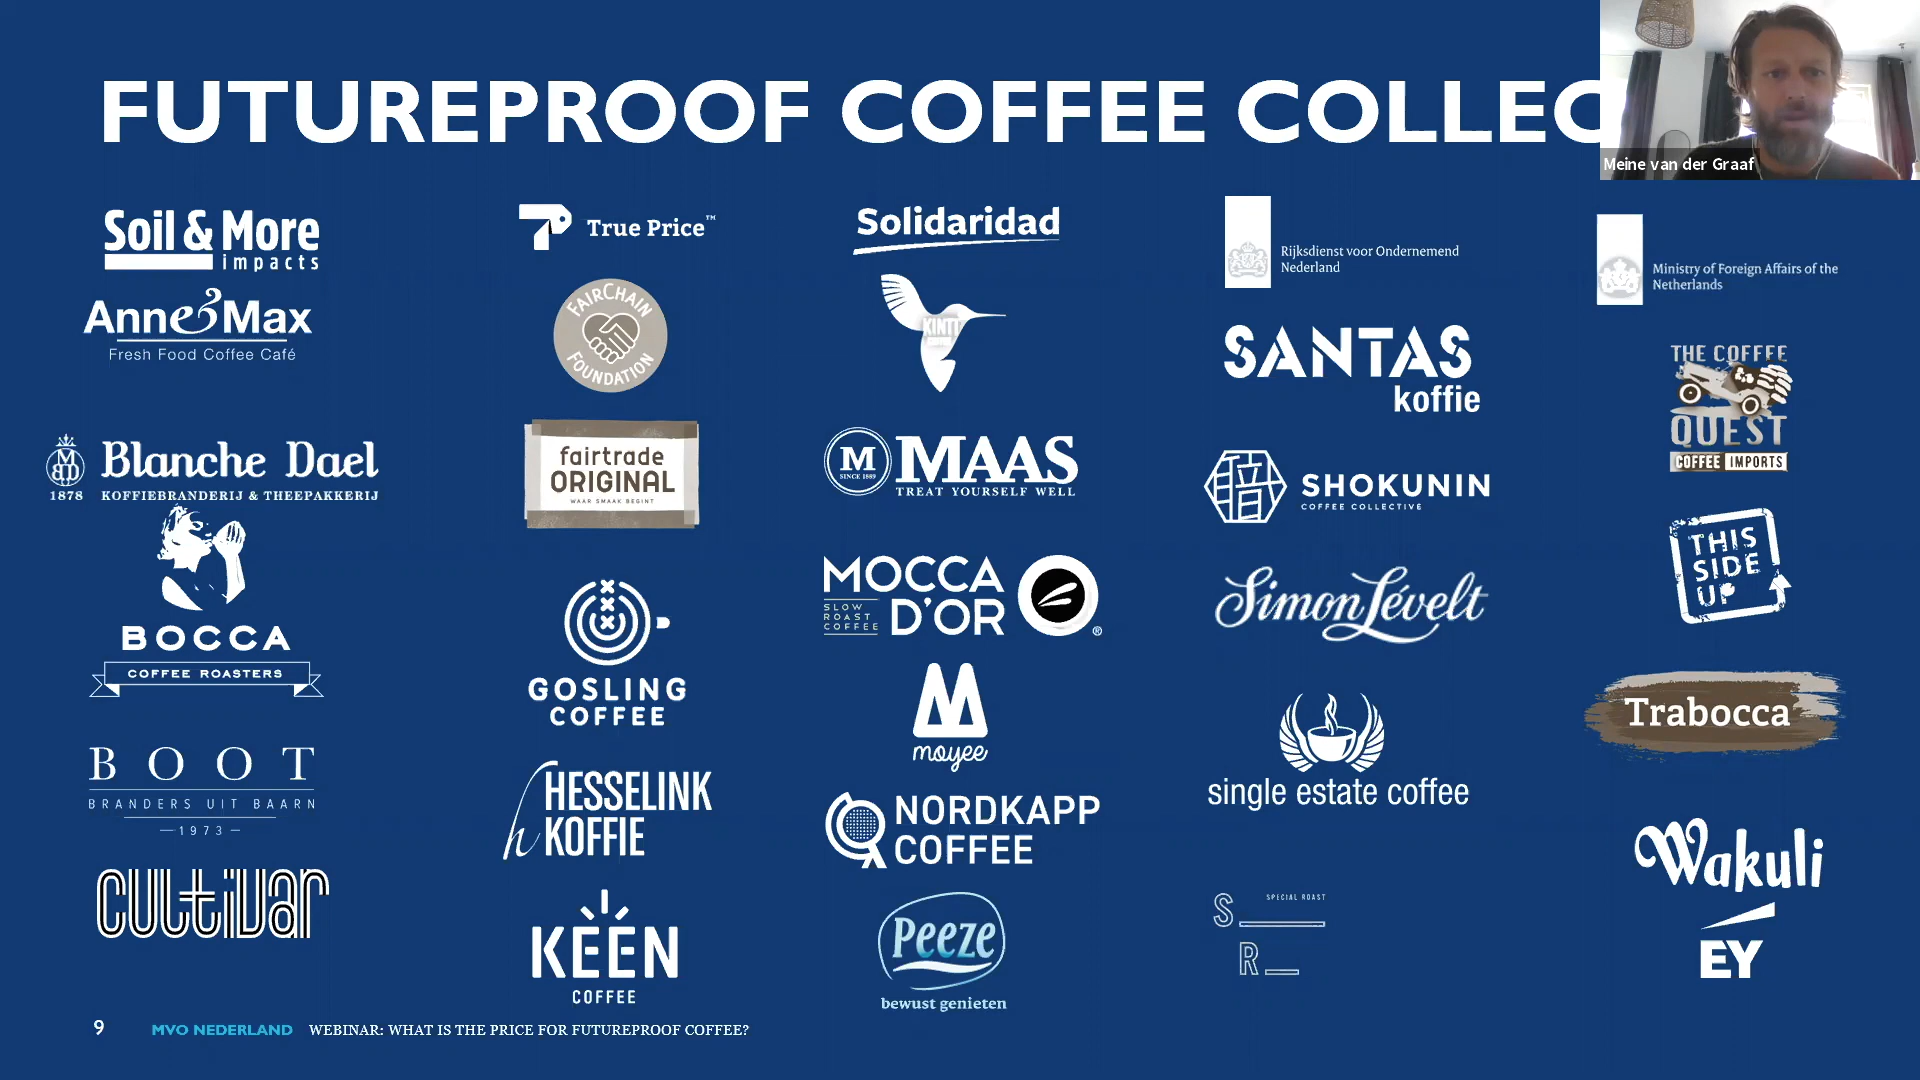 FUTUREPROOF COFFEE COLLEC
Meine van der Graaf
Soil & More
impacts
True Price™
Solidaridad
Rijksdienst voor Ondernemend
Nederland
Ministry of Foreign Affairs of the
Netherlands
Anne & Max
Fresh Food Coffee Café
FAIRCHAIN
FOUNDATION
KINTI
SANTAS
koffie
THE COFFEE
QUEST
COFFEE IMPORTS
Blanche Dael
1878 KOFFIEBRANDERIJ & THEEPAKKERIJ
fairtrade
ORIGINAL
WAAR SMAAK BEGINT
M
SINCE 1889
MAAS
TREAT YOURSELF WELL
SHOKUNIN
COFFEE COLLECTIVE
THIS
SIDE
UP
BOCCA
COFFEE ROASTERS
GOSLING
COFFEE
MOCCA
D'OR
SLOW
ROAST
COFFEE
®
Simon Lévelt
moyee
single estate coffee
Trabocca
BOOT
BRANDERS UIT BAARN
1973
HESSELINK
KOFFIE
NORDKAPP
COFFEE
Wakuli
cultivar
KEEN
COFFEE
Peeze
bewust genieten
SPECIAL ROAST
S
R
EY
9 MVO NEDERLAND WEBINAR: WHAT IS THE PRICE FOR FUTUREPROOF COFFEE?